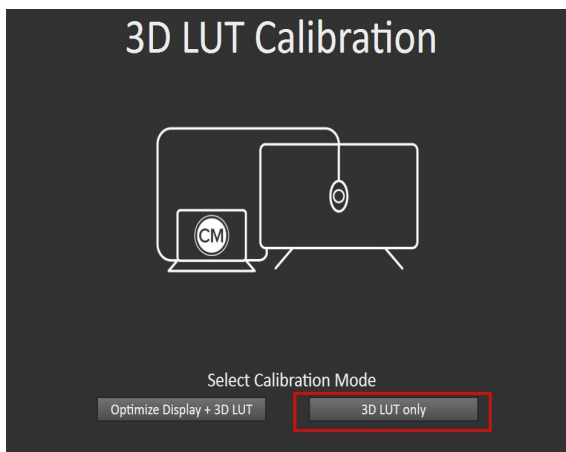 3D LUT Calibration
CM
Select Calibration Mode
Optimize Display + 3D LUT
3D LUT only